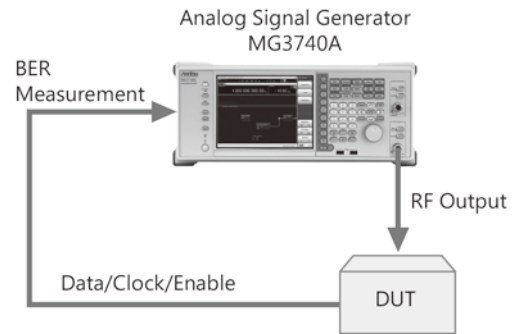 Analog Signal Generator
MG3740A
BER
Measurement
RF Output
Data/Clock/Enable
DUT